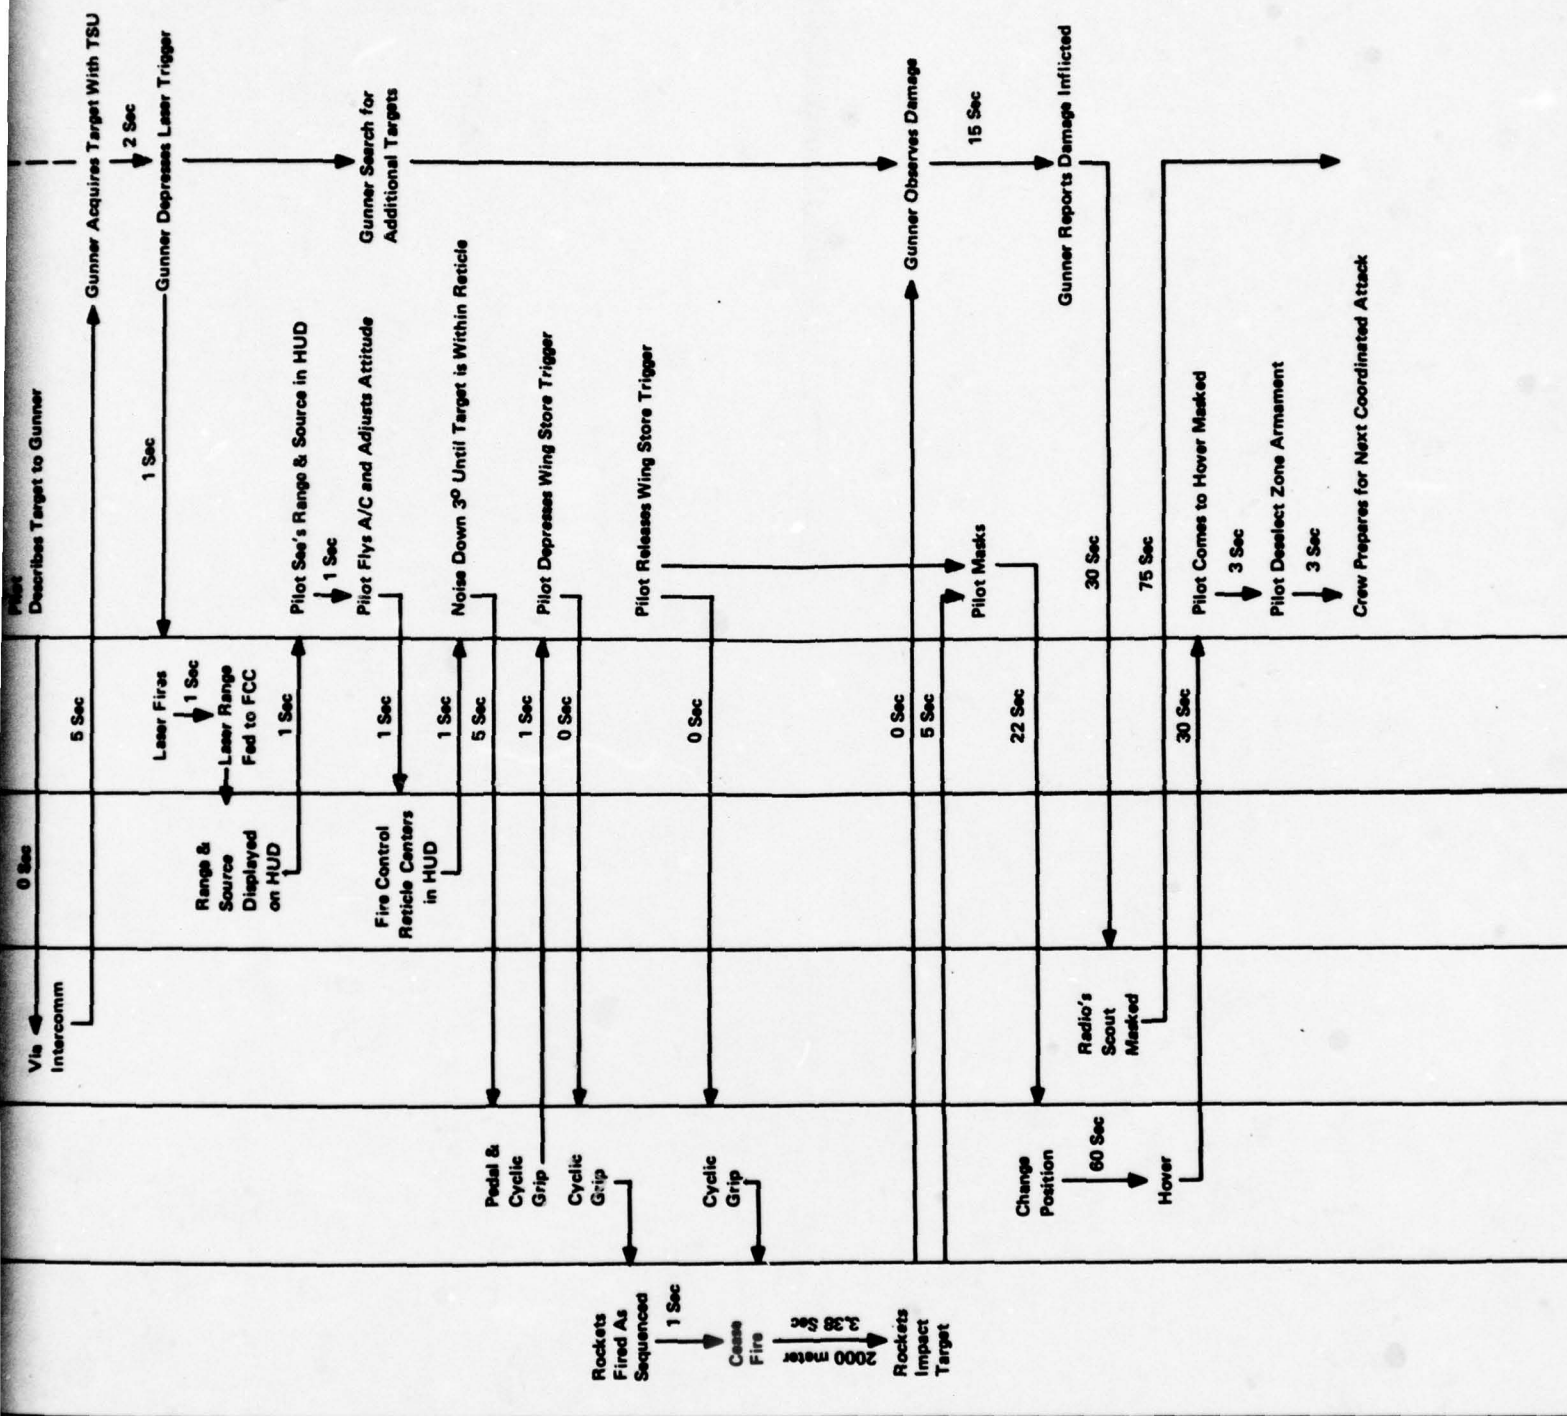 Pilot
Describes Target to Gunner
0 Sec
Via
Intercomm
5 Sec
Gunner Acquires Target With TSU
2 Sec
Gunner Depresses Laser Trigger
1 Sec
Laser Fires
1 Sec
Laser Range
Fed to FCC
Range &
Source
Displayed
on HUD
1 Sec
Pilot See's Range & Source in HUD
1 Sec
Pilot Flys A/C and Adjusts Attitude
Gunner Search for
Additional Targets
1 Sec
Fire Control
Reticle Centers
in HUD
1 Sec
Noise Down 3º Until Target is Within Reticle
5 Sec
Pedal &
Cyclic
Grip
1 Sec
Pilot Depresses Wing Store Trigger
0 Sec
Cyclic
Grip
Rockets
Fired As
Sequenced
1 Sec
Pilot Releases Wing Store Trigger
0 Sec
Cyclic
Grip
Cease
Fire
2000 meter
3.38 Sec
Rockets
Impact
Target
0 Sec
Gunner Observes Damage
5 Sec
Pilot Masks
15 Sec
22 Sec
Change
Position
60 Sec
Hover
Gunner Reports Damage Inflicted
30 Sec
Radio's
Scout
Masked
75 Sec
30 Sec
Pilot Comes to Hover Masked
3 Sec
Pilot Deselect Zone Armament
3 Sec
Crew Prepares for Next Coordinated Attack